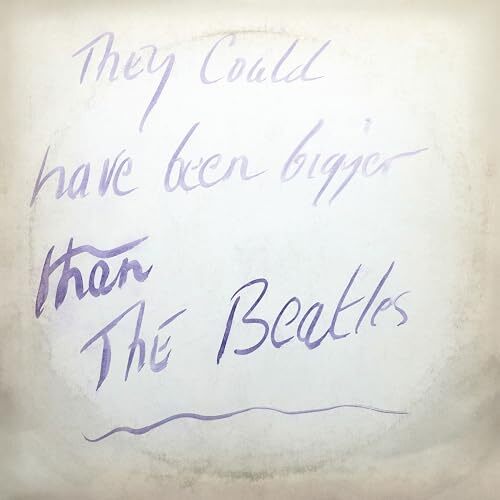 They Could
have been bigger
than
The Beatles